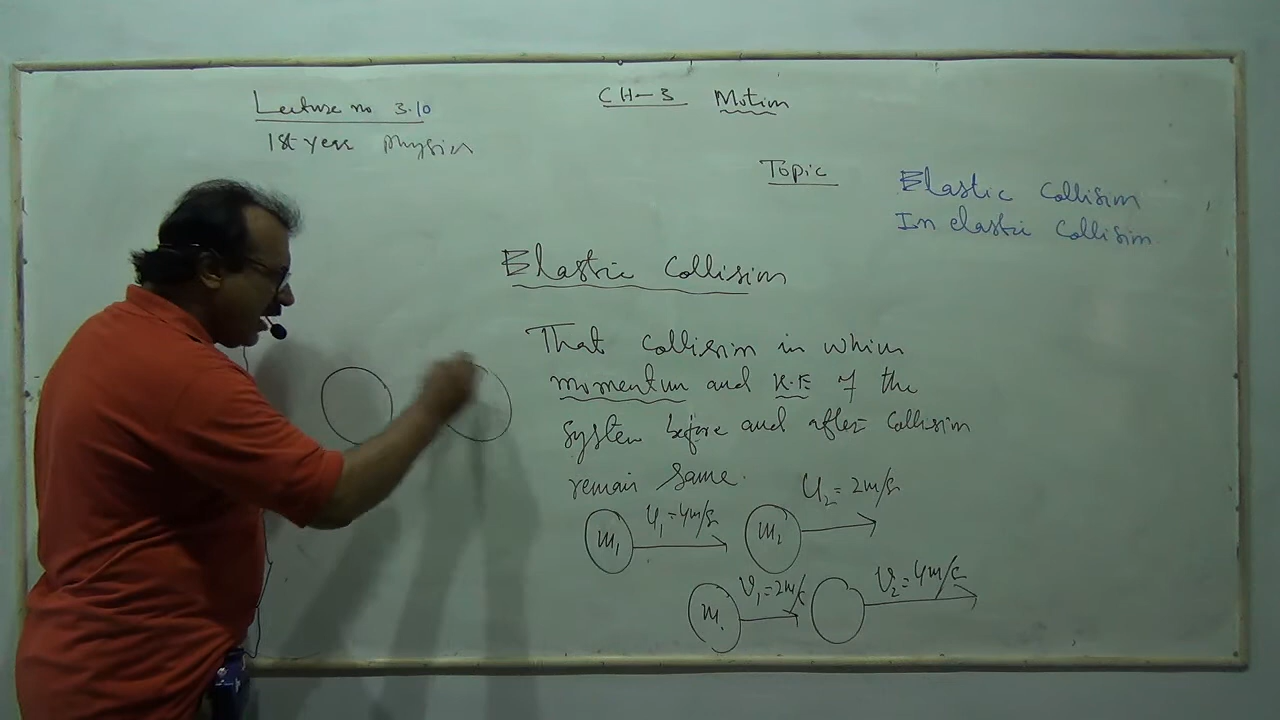 Lecture no 3.10
1st year Physics
CH-3 Motion
Topic
Elastic Collision
In elastic Collision
Elastic Collision
That collision in which
momentum and K.E of the
system before and after collision
remain same.
m1 U1=4m/s m2 U2=2m/s
m1 V1=2m/s V2=4m/s